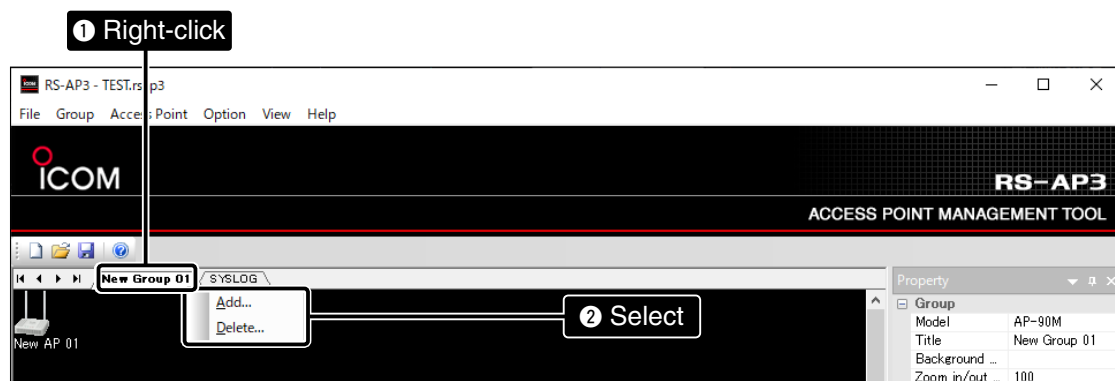 ❶ Right-click
RS-AP3 - TEST.rs p3
File Group Access Point Option View Help
ICOM
RS-AP3
ACCESS POINT MANAGEMENT TOOL
New Group 01 SYSLOG
Property
Add...
Delete...
❷ Select
Group
Model AP-90M
Title New Group 01
Background ...
Zoom in/out ... 100
New AP 01